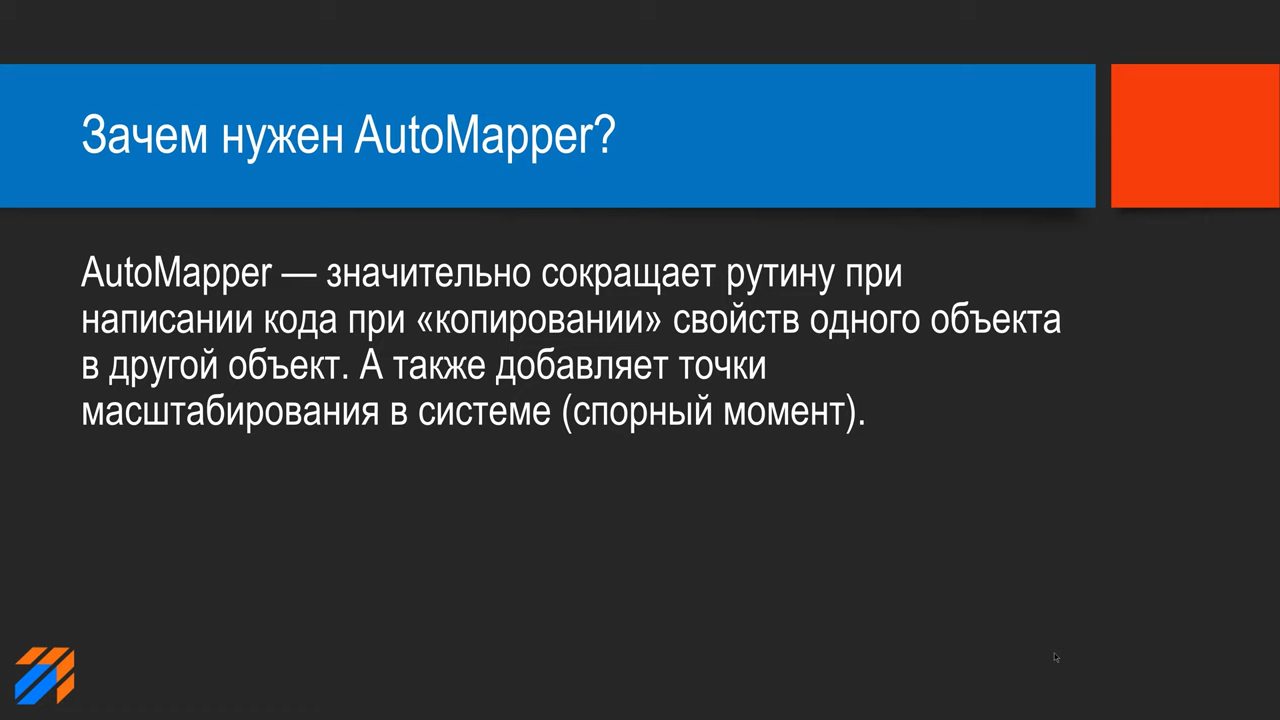 Зачем нужен AutoMapper?
AutoMapper — значительно сокращает рутину при
написании кода при «копировании» свойств одного объекта
в другой объект. А также добавляет точки
масштабирования в системе (спорный момент).